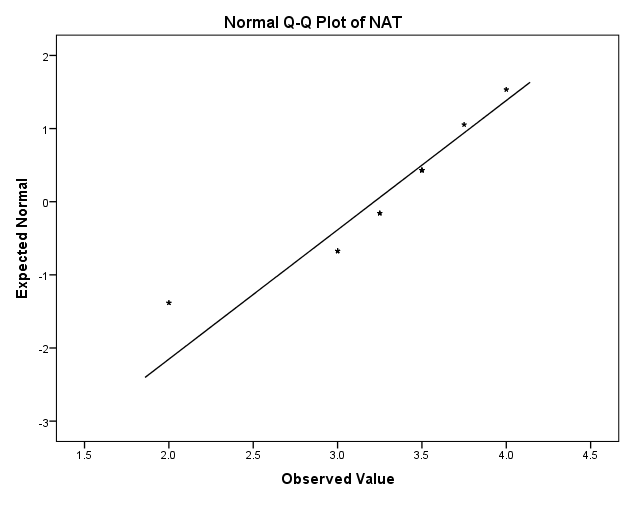 Normal Q-Q Plot of NAT
2
1
0
-1
-2
-3
Expected Normal
1.5 2.0 2.5 3.0 3.5 4.0 4.5
Observed Value